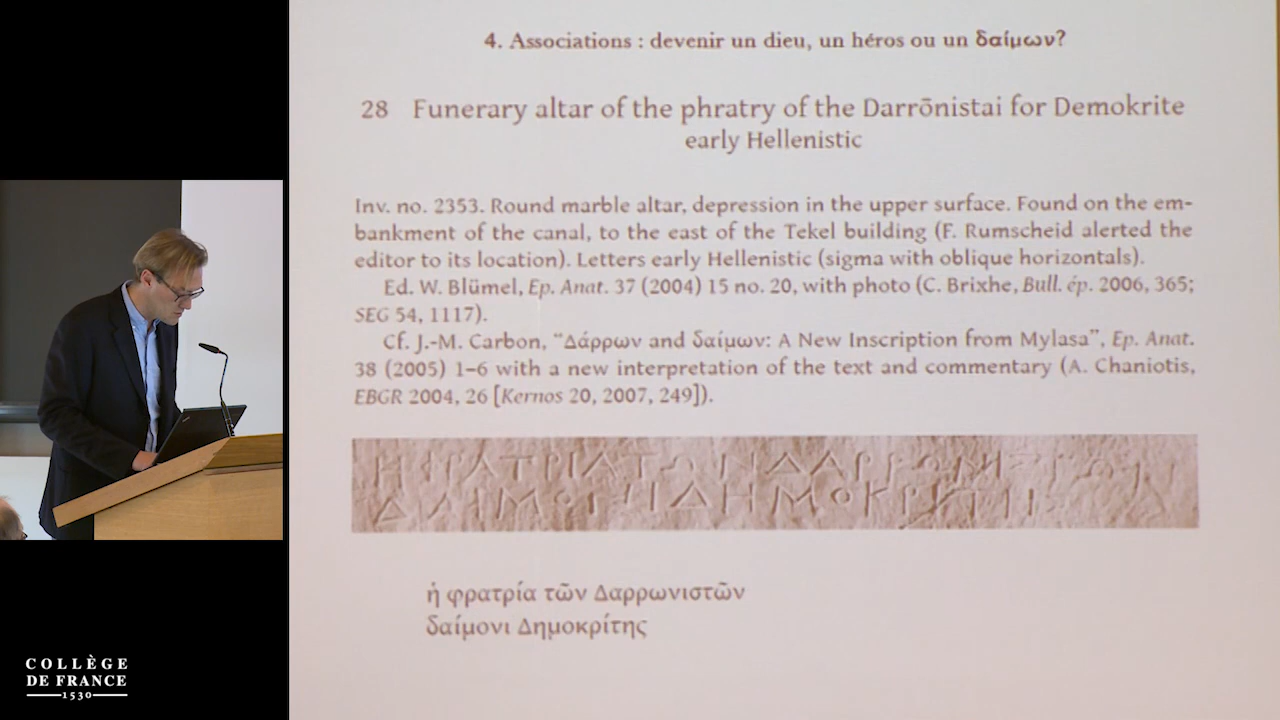 4. Associations : devenir un dieu, un héros ou un δαίμων?
28 Funerary altar of the phratry of the Darrōnistai for Demokrite
early Hellenistic
Inv. no. 2353. Round marble altar, depression in the upper surface. Found on the em-
bankment of the canal, to the east of the Tekel building (F. Rumscheid alerted the
editor to its location). Letters early Hellenistic (sigma with oblique horizontals).
Ed. W. Blümel, Ep. Anat. 37 (2004) 15 no. 20, with photo (C. Brixhe, Bull. ép. 2006, 365;
SEG 54, 1117).
Cf. J.-M. Carbon, “Δάρρων and δαίμων: A New Inscription from Mylasa”, Ep. Anat.
38 (2005) 1–6 with a new interpretation of the text and commentary (A. Chaniotis,
EBGR 2004, 26 [Kernos 20, 2007, 249]).
ἡ φρατρία τῶν Δαρρωνιστῶν
δαίμονι Δημοκρίτης
COLLÈGE
DE FRANCE
1530